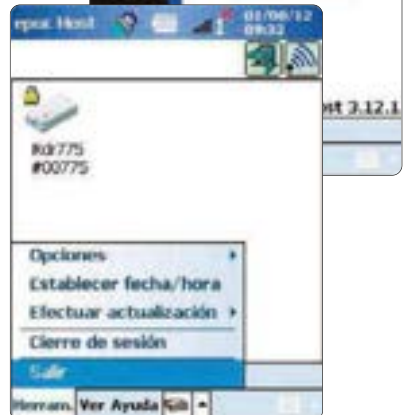 epoc Host
01/06/12
09:32
ost 3.12.1
Rdr775
#00775
Opciones
Establecer fecha/hora
Efectuar actualización
Cierre de sesión
Salir
Herram. Ver Ayuda